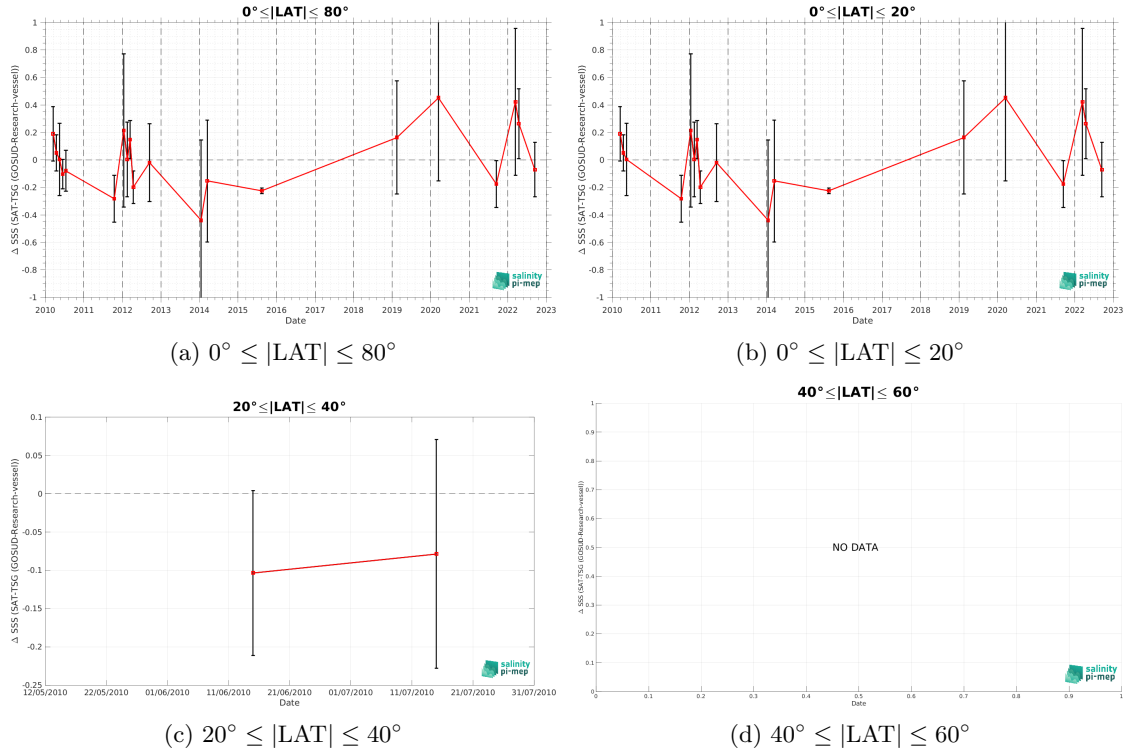 0°≤|LAT|≤ 80°
Δ SSS (SAT-TSG (GOSUD-Research-vessel))
1
0.8
0.6
0.4
0.2
0
-0.2
-0.4
-0.6
-0.8
-1
2010 2011 2012 2013 2014 2015 2016 2017 2018 2019 2020 2021 2022 2023
Date
salinity
pi-mep
(a) 0° ≤ |LAT| ≤ 80°
0°≤|LAT|≤ 20°
Δ SSS (SAT-TSG (GOSUD-Research-vessel))
1
0.8
0.6
0.4
0.2
0
-0.2
-0.4
-0.6
-0.8
-1
2010 2011 2012 2013 2014 2015 2016 2017 2018 2019 2020 2021 2022 2023
Date
salinity
pi-mep
(b) 0° ≤ |LAT| ≤ 20°
20°≤|LAT|≤ 40°
Δ SSS (SAT-TSG (GOSUD-Research-vessel))
0.1
0.05
0
-0.05
-0.1
-0.15
-0.2
-0.25
12/05/2010 22/05/2010 01/06/2010 11/06/2010 21/06/2010 01/07/2010 11/07/2010 21/07/2010 31/07/2010
Date
salinity
pi-mep
(c) 20° ≤ |LAT| ≤ 40°
40°≤|LAT|≤ 60°
Δ SSS (SAT-TSG (GOSUD-Research-vessel))
1
0.9
0.8
0.7
0.6
0.5
0.4
0.3
0.2
0.1
0
NO DATA
0 0.1 0.2 0.3 0.4 0.5 0.6 0.7 0.8 0.9 1
Date
salinity
pi-mep
(d) 40° ≤ |LAT| ≤ 60°